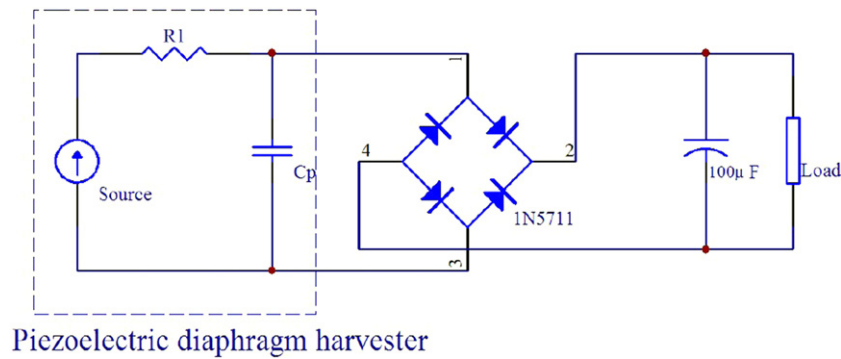 R1
1
4
2
Cp
Source
100μ F
Load
1N5711
3
Piezoelectric diaphragm harvester